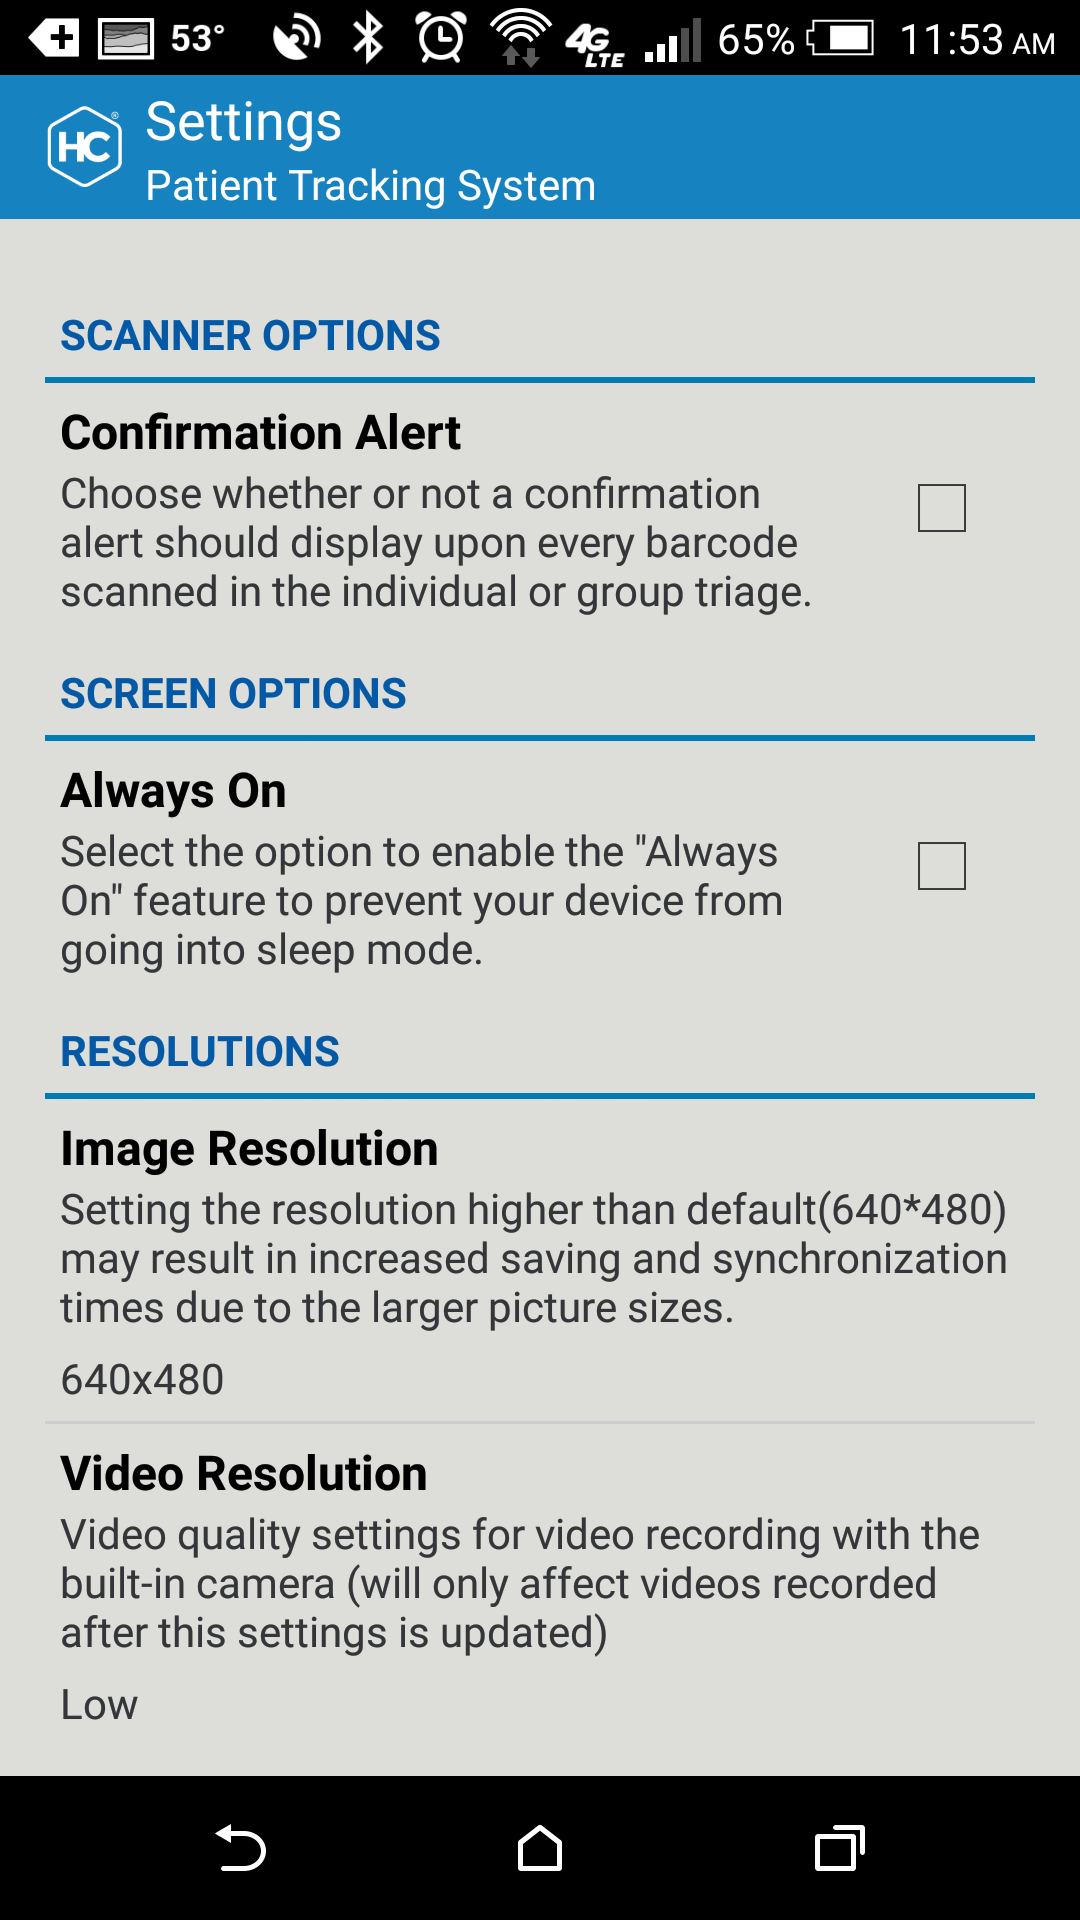 53° 4G LTE 65% 11:53 AM
HC®
Settings
Patient Tracking System
SCANNER OPTIONS
Confirmation Alert
Choose whether or not a confirmation
alert should display upon every barcode
scanned in the individual or group triage.
SCREEN OPTIONS
Always On
Select the option to enable the "Always
On" feature to prevent your device from
going into sleep mode.
RESOLUTIONS
Image Resolution
Setting the resolution higher than default(640*480)
may result in increased saving and synchronization
times due to the larger picture sizes.
640x480
Video Resolution
Video quality settings for video recording with the
built-in camera (will only affect videos recorded
after this settings is updated)
Low